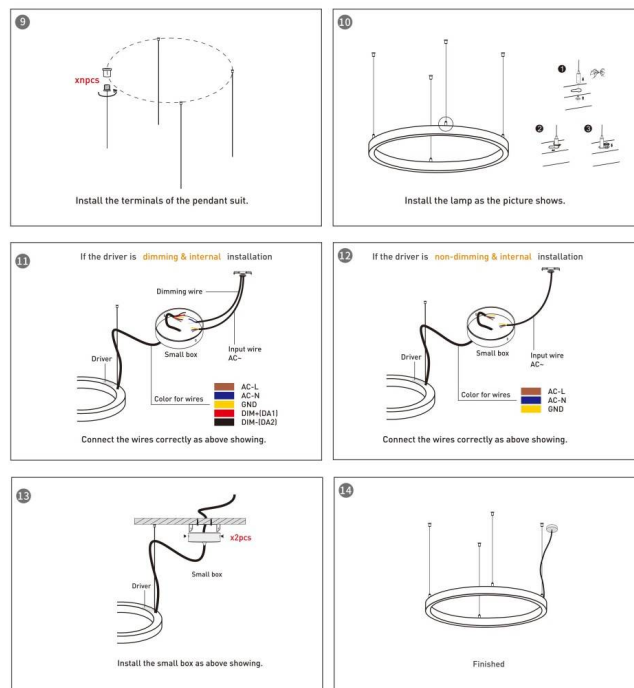 9
xnpcs
Install the terminals of the pendant suit.
10
1
2
3
Install the lamp as the picture shows.
11
If the driver is dimming & internal installation
Dimming wire
Small box
Input wire
AC~
Driver
Color for wires
AC-L
AC-N
GND
DIM+(DA1)
DIM-(DA2)
Connect the wires correctly as above showing.
12
If the driver is non-dimming & internal installation
Small box
Input wire
AC~
Driver
Color for wires
AC-L
AC-N
GND
Connect the wires correctly as above showing.
13
x2pcs
Small box
Driver
Install the small box as above showing.
14
Finished